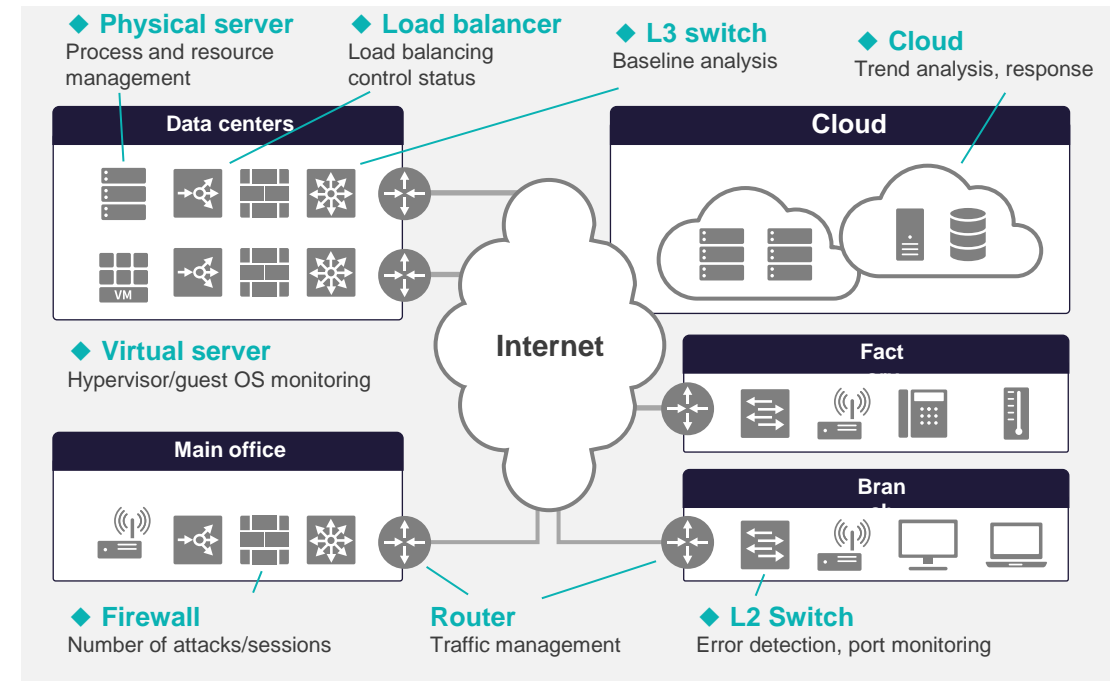 ◆ Physical server
Process and resource
management
◆ Load balancer
Load balancing
control status
◆ L3 switch
Baseline analysis
◆ Cloud
Trend analysis, response
Data centers
Cloud
VM
Internet
◆ Virtual server
Hypervisor/guest OS monitoring
Fact
Main office
Bran
◆ Firewall
Number of attacks/sessions
Router
Traffic management
◆ L2 Switch
Error detection, port monitoring